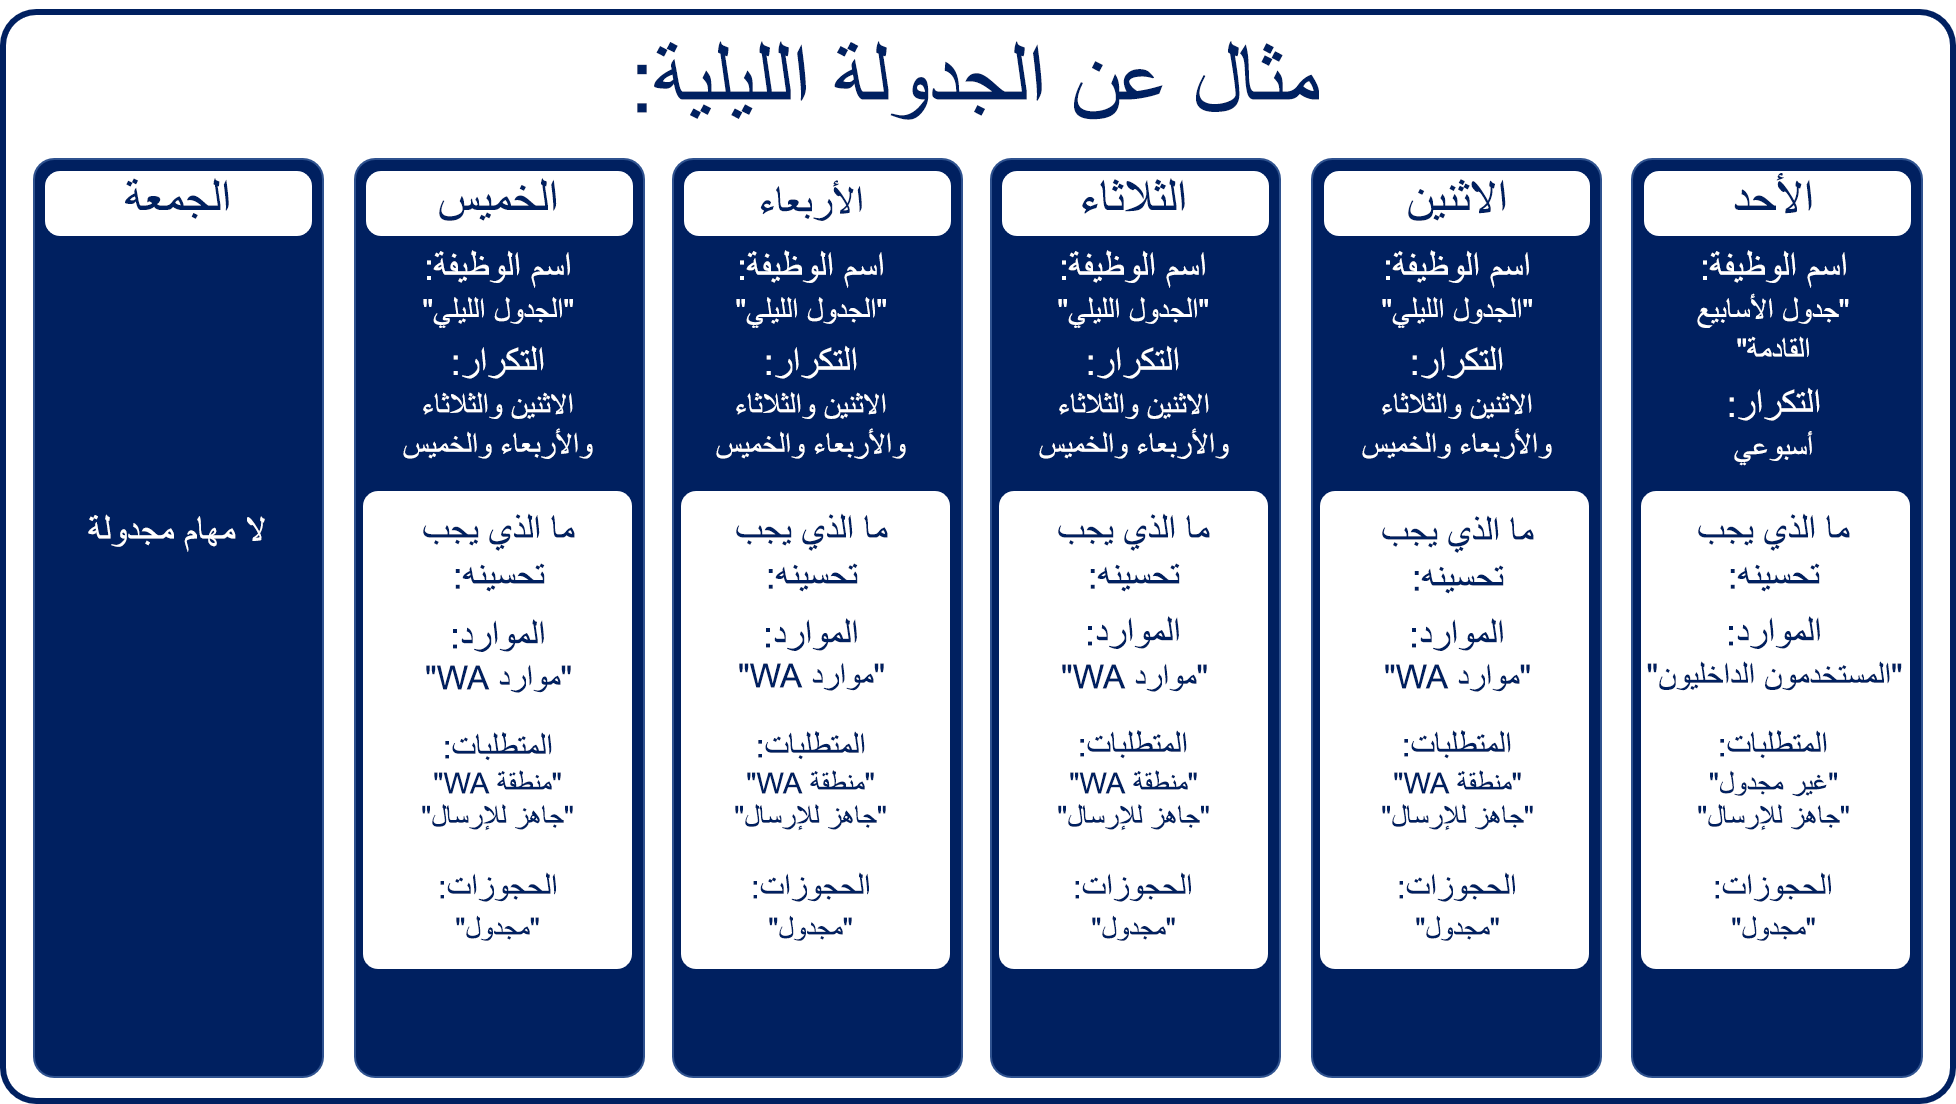 مثال عن الجدولة الليلية:
الأحد
اسم الوظيفة:
"جدول الأسابيع
القادمة"
التكرار:
أسبوعي
ما الذي يجب
تحسينه:
الموارد:
"المستخدمون الداخليون"
المتطلبات:
"غير مجدول"
"جاهز للإرسال"
الحجوزات:
"مجدول"
الاثنين
اسم الوظيفة:
"الجدول الليلي"
التكرار:
الاثنين والثلاثاء
والأربعاء والخميس
ما الذي يجب
تحسينه:
الموارد:
"موارد WA"
المتطلبات:
"منطقة WA"
"جاهز للإرسال"
الحجوزات:
"مجدول"
الثلاثاء
اسم الوظيفة:
"الجدول الليلي"
التكرار:
الاثنين والثلاثاء
والأربعاء والخميس
ما الذي يجب
تحسينه:
الموارد:
"موارد WA"
المتطلبات:
"منطقة WA"
"جاهز للإرسال"
الحجوزات:
"مجدول"
الأربعاء
اسم الوظيفة:
"الجدول الليلي"
التكرار:
الاثنين والثلاثاء
والأربعاء والخميس
ما الذي يجب
تحسينه:
الموارد:
"موارد WA"
المتطلبات:
"منطقة WA"
"جاهز للإرسال"
الحجوزات:
"مجدول"
الخميس
اسم الوظيفة:
"الجدول الليلي"
التكرار:
الاثنين والثلاثاء
والأربعاء والخميس
ما الذي يجب
تحسينه:
الموارد:
"موارد WA"
المتطلبات:
"منطقة WA"
"جاهز للإرسال"
الحجوزات:
"مجدول"
الجمعة
لا مهام مجدولة